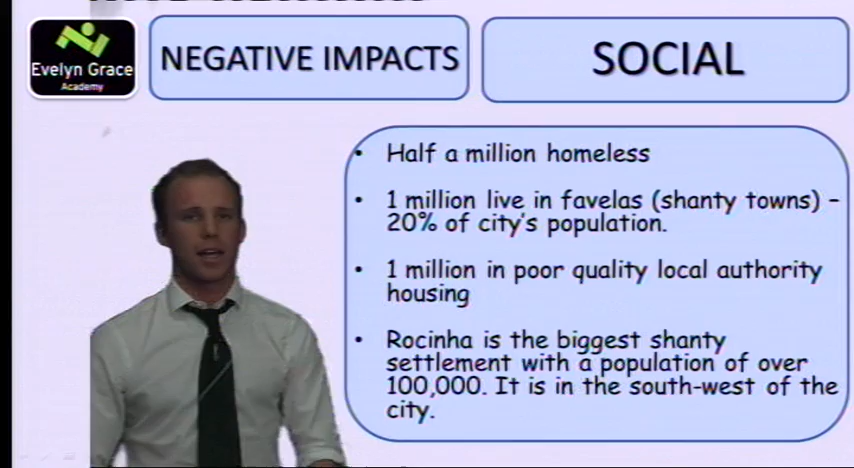 Evelyn Grace
Academy
NEGATIVE IMPACTS
SOCIAL
• Half a million homeless
• 1 million live in favelas (shanty towns) –
20% of city's population.
• 1 million in poor quality local authority
housing
• Rocinha is the biggest shanty
settlement with a population of over
100,000. It is in the south-west of the
city.